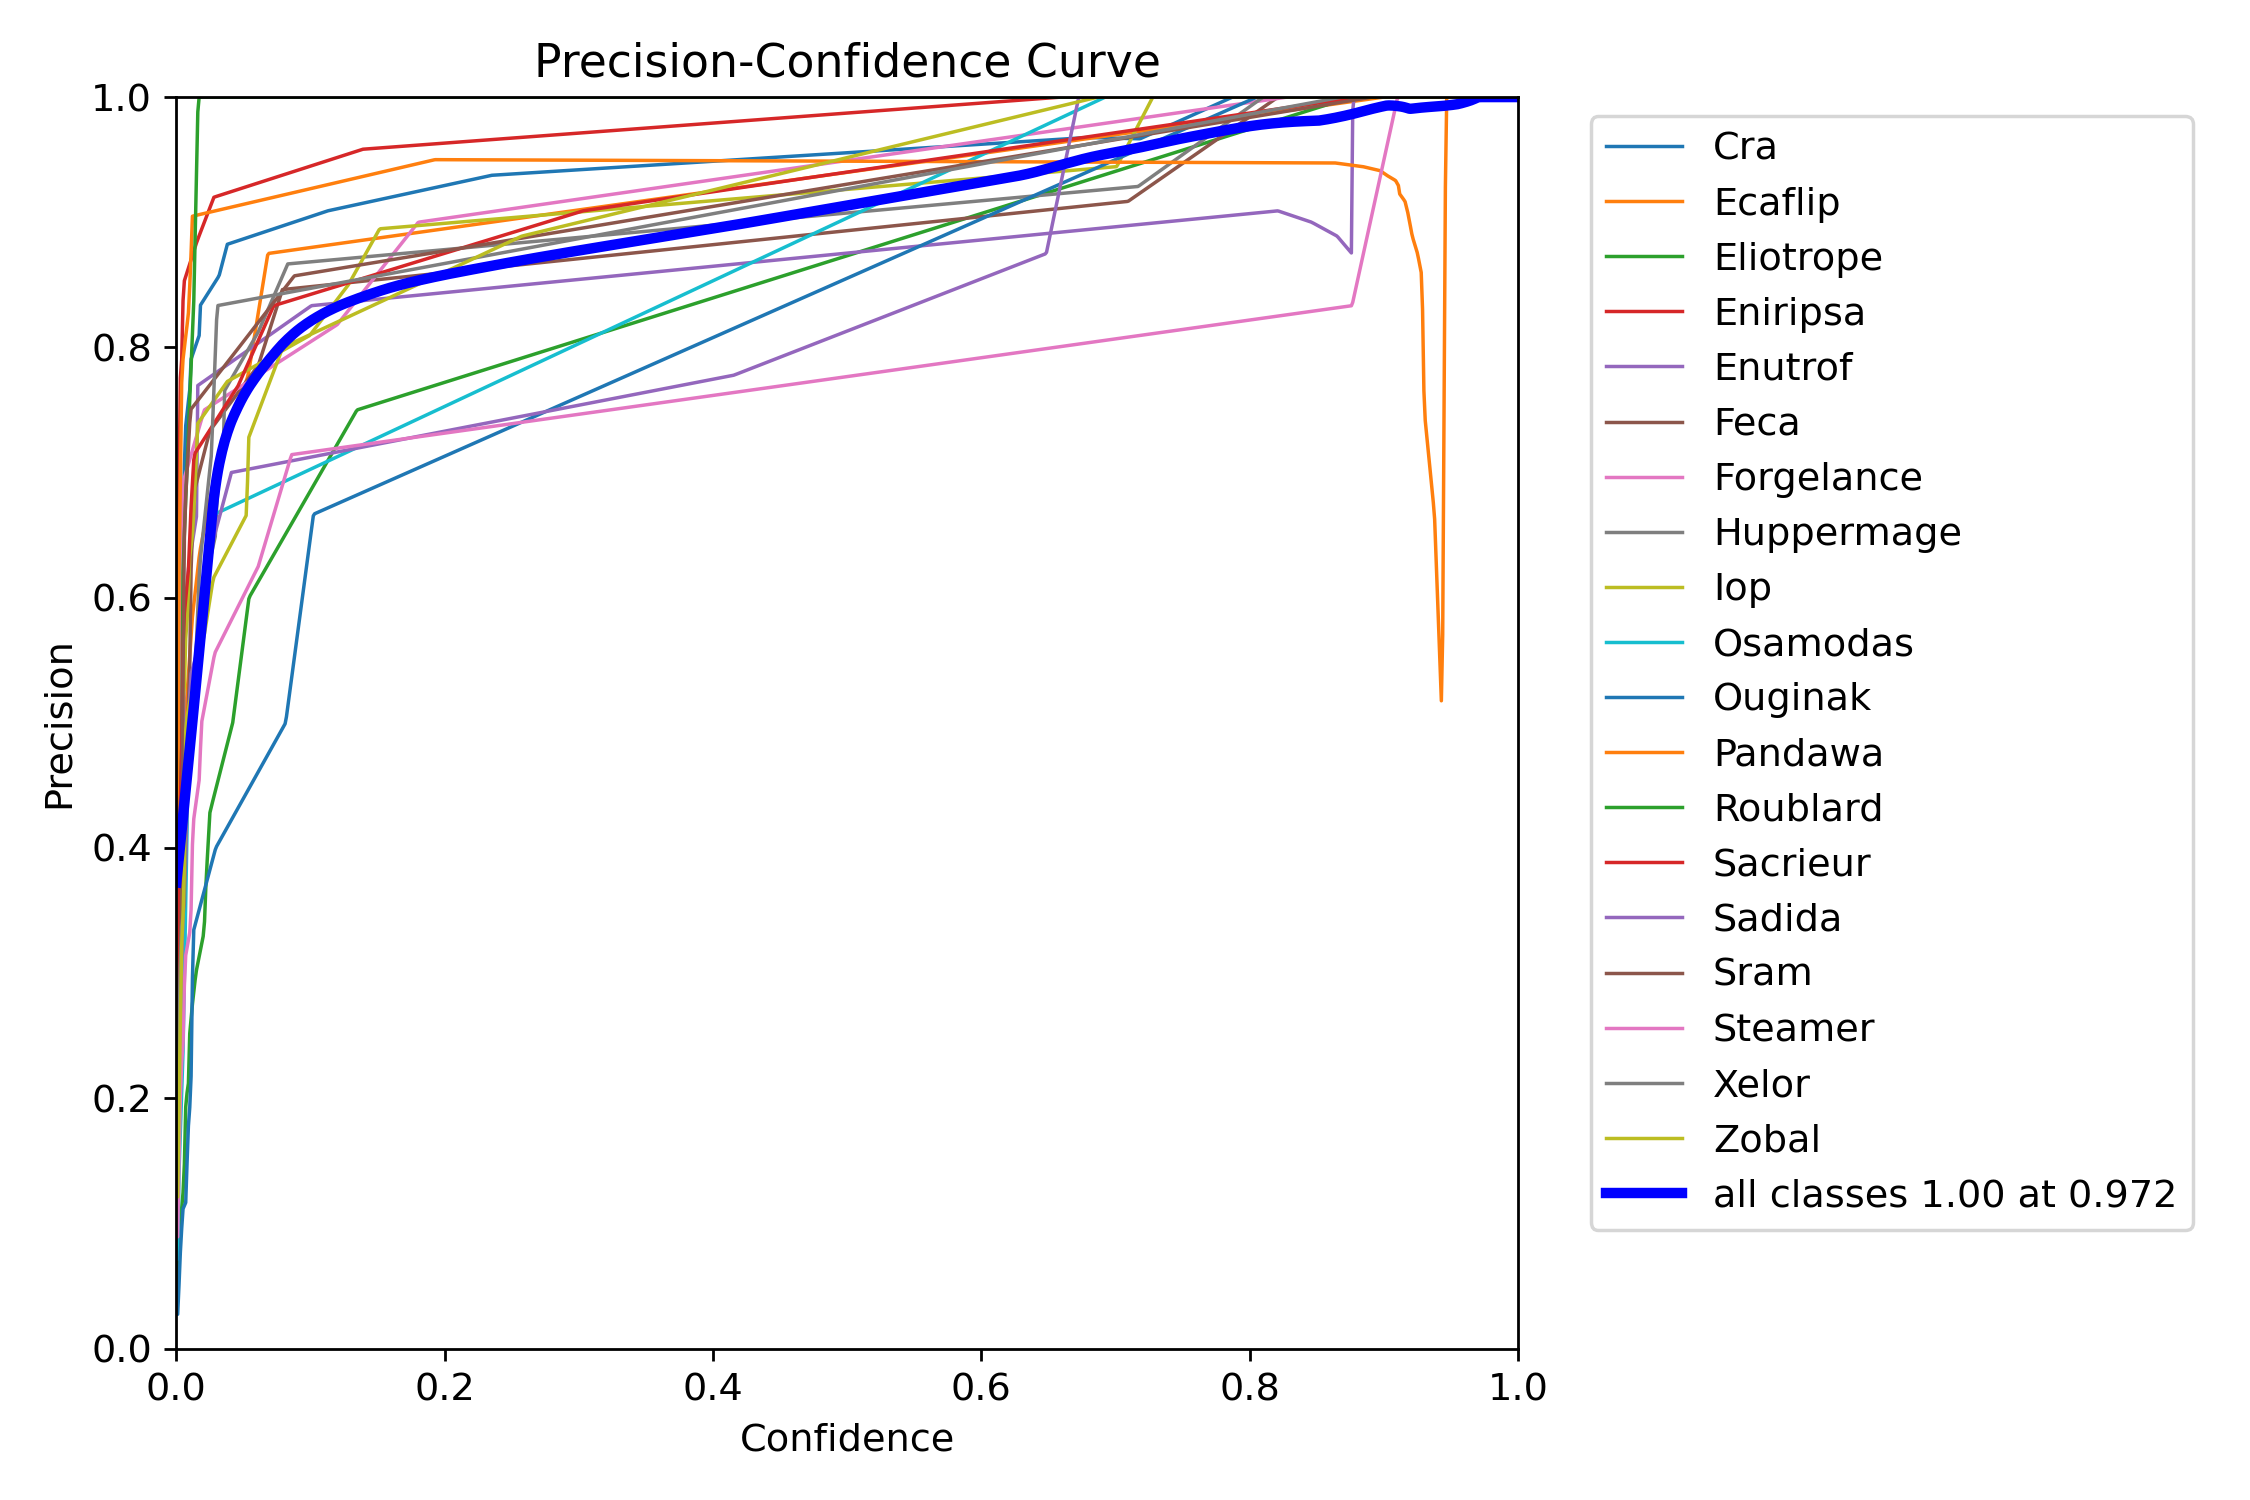 Precision-Confidence Curve
1.0
0.8
0.6
0.4
0.2
0.0
Precision
0.0 0.2 0.4 0.6 0.8 1.0
Confidence
Cra
Ecaflip
Eliotrope
Eniripsa
Enutrof
Feca
Forgelance
Huppermage
Iop
Osamodas
Ouginak
Pandawa
Roublard
Sacrieur
Sadida
Sram
Steamer
Xelor
Zobal
all classes 1.00 at 0.972